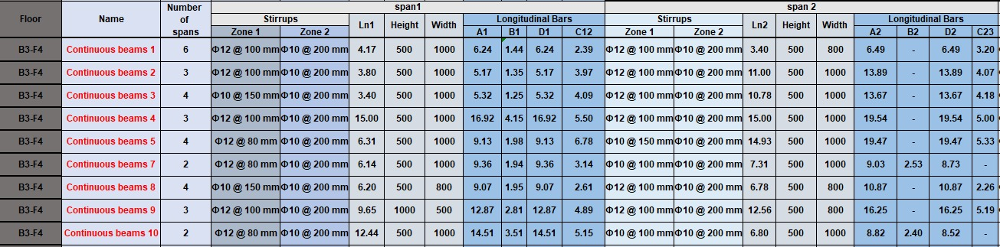 Floor Name Number of spans span1 span 2
Stirrups Ln1 Height Width Longitudinal Bars Stirrups Ln2 Height Width Longitudinal Bars
Zone 1 Zone 2 A1 B1 D1 C12 Zone 1 Zone 2 A2 B2 D2 C23
B3-F4 Continuous beams 1 6 Φ12 @ 100 mm Φ10 @ 200 mm 4.17 500 1000 6.24 1.44 6.24 2.39 Φ12 @ 100 mm Φ10 @ 200 mm 3.40 500 800 6.49 - 6.49 3.20
B3-F4 Continuous beams 2 3 Φ12 @ 100 mm Φ10 @ 200 mm 3.80 500 1000 5.17 1.35 5.17 3.97 Φ12 @ 100 mm Φ10 @ 200 mm 11.00 500 1000 13.89 - 13.89 4.07
B3-F4 Continuous beams 3 4 Φ10 @ 150 mm Φ10 @ 200 mm 3.40 500 1000 5.32 1.25 5.32 4.09 Φ12 @ 100 mm Φ10 @ 200 mm 10.78 500 1000 13.67 - 13.67 4.18
B3-F4 Continuous beams 4 3 Φ12 @ 100 mm Φ10 @ 200 mm 15.00 500 1000 16.92 4.15 16.92 5.50 Φ12 @ 100 mm Φ10 @ 200 mm 15.00 500 1000 19.54 - 19.54 5.00
B3-F4 Continuous beams 5 4 Φ12 @ 80 mm Φ10 @ 200 mm 6.31 500 1000 9.13 1.98 9.13 6.78 Φ10 @ 150 mm Φ10 @ 200 mm 14.93 500 1000 19.47 - 19.47 5.33
B3-F4 Continuous beams 7 2 Φ12 @ 80 mm Φ10 @ 200 mm 6.14 500 1000 9.36 1.94 9.36 3.14 Φ10 @ 100 mm Φ10 @ 200 mm 7.31 500 1000 9.03 2.53 8.73 -
B3-F4 Continuous beams 8 4 Φ10 @ 150 mm Φ10 @ 200 mm 6.20 500 800 9.07 1.95 9.07 2.61 Φ12 @ 100 mm Φ10 @ 200 mm 6.78 500 800 10.87 - 10.87 2.26
B3-F4 Continuous beams 9 3 Φ12 @ 100 mm Φ10 @ 200 mm 9.65 1000 500 12.87 2.81 12.87 4.89 Φ12 @ 100 mm Φ10 @ 200 mm 12.56 500 800 16.25 - 16.25 5.19
B3-F4 Continuous beams 10 2 Φ12 @ 80 mm Φ10 @ 200 mm 12.44 500 1000 14.51 3.51 14.51 5.15 Φ10 @ 100 mm Φ10 @ 200 mm 6.80 500 1000 8.82 2.40 8.52 -